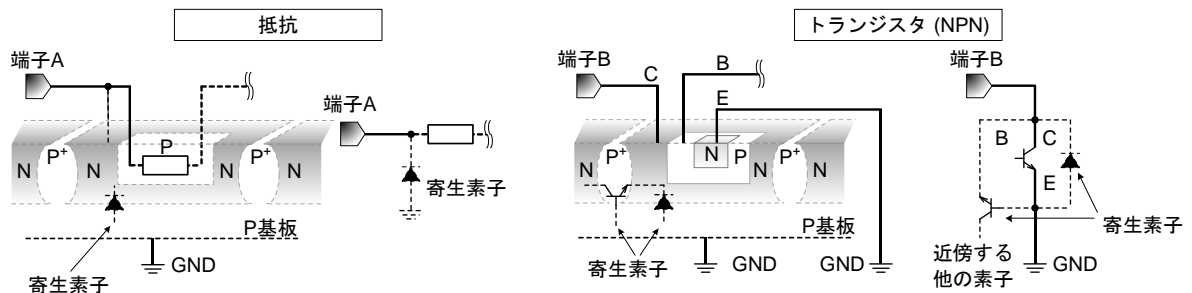 抵抗
トランジスタ (NPN)
端子A
端子A
P
N
P+
N
N
P+
N
寄生素子
P基板
GND
寄生素子
端子B
C
B
E
N
P+
N
N
P
N
P+
N
P基板
GND
GND
寄生素子
端子B
B
C
E
寄生素子
近傍する
他の素子
GND